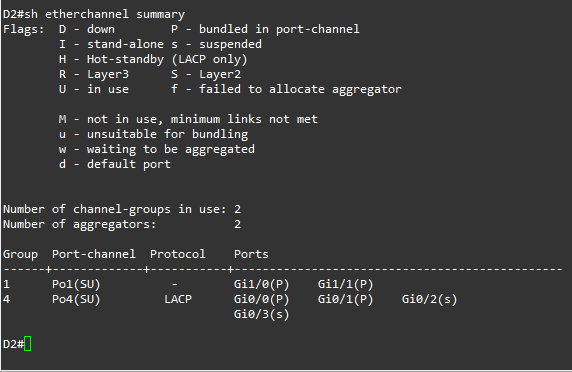 D2#sh etherchannel summary
Flags:  D - down        P - bundled in port-channel
        I - stand-alone s - suspended
        H - Hot-standby (LACP only)
        R - Layer3      S - Layer2
        U - in use      f - failed to allocate aggregator

        M - not in use, minimum links not met
        u - unsuitable for bundling
        w - waiting to be aggregated
        d - default port


Number of channel-groups in use: 2
Number of aggregators:           2

Group  Port-channel  Protocol    Ports
------+-------------+-----------+-----------------------------------------------
1      Po1(SU)          -        Gi1/0(P)    Gi1/1(P)
4      Po4(SU)         LACP      Gi0/0(P)    Gi0/1(P)    Gi0/2(s)
                                 Gi0/3(s)

D2#